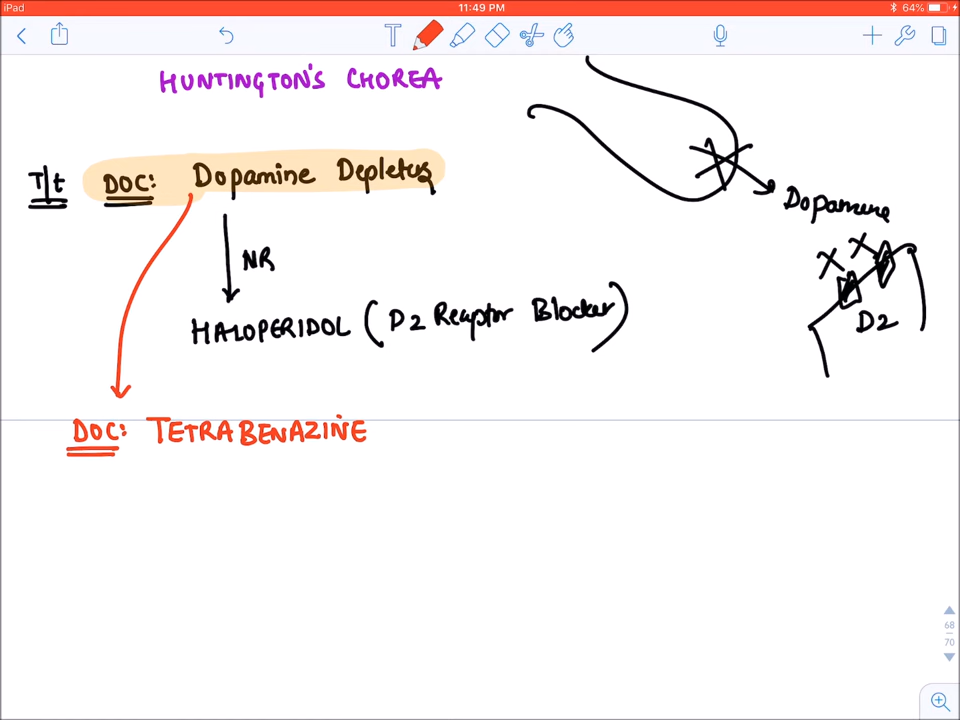 iPad
11:49 PM
64%
T
HUNTINGTON'S CHOREA
T|t DOC: Dopamine Depletus
Dopamine
NR
HALOPERIDOL (D2 Receptor Blocker)
X X
D2
DOC: TETRABENAZINE
68
70